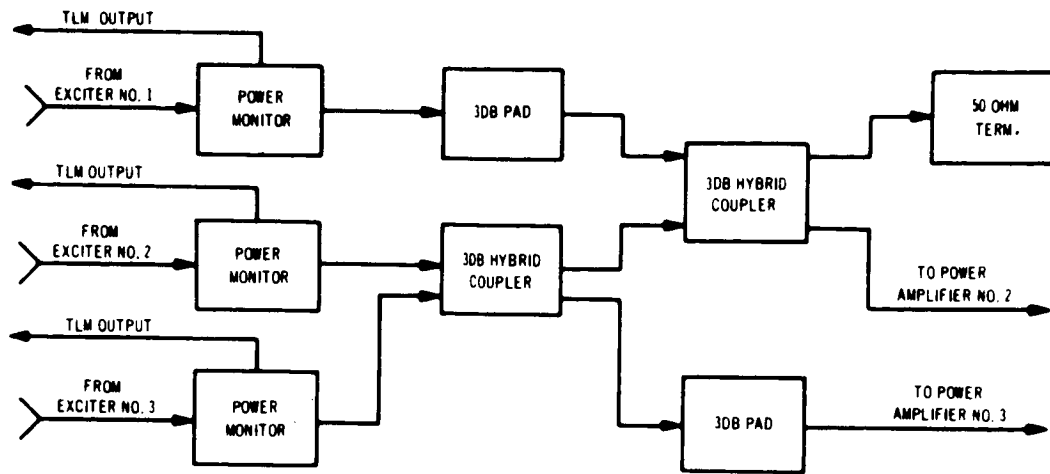 TLM OUTPUT
FROM
EXCITER NO. 1
POWER
MONITOR
3DB PAD
50 OHM
TERM.
3DB HYBRID
COUPLER
TLM OUTPUT
FROM
EXCITER NO. 2
POWER
MONITOR
3DB HYBRID
COUPLER
TO POWER
AMPLIFIER NO. 2
TLM OUTPUT
FROM
EXCITER NO. 3
POWER
MONITOR
3DB PAD
TO POWER
AMPLIFIER NO. 3